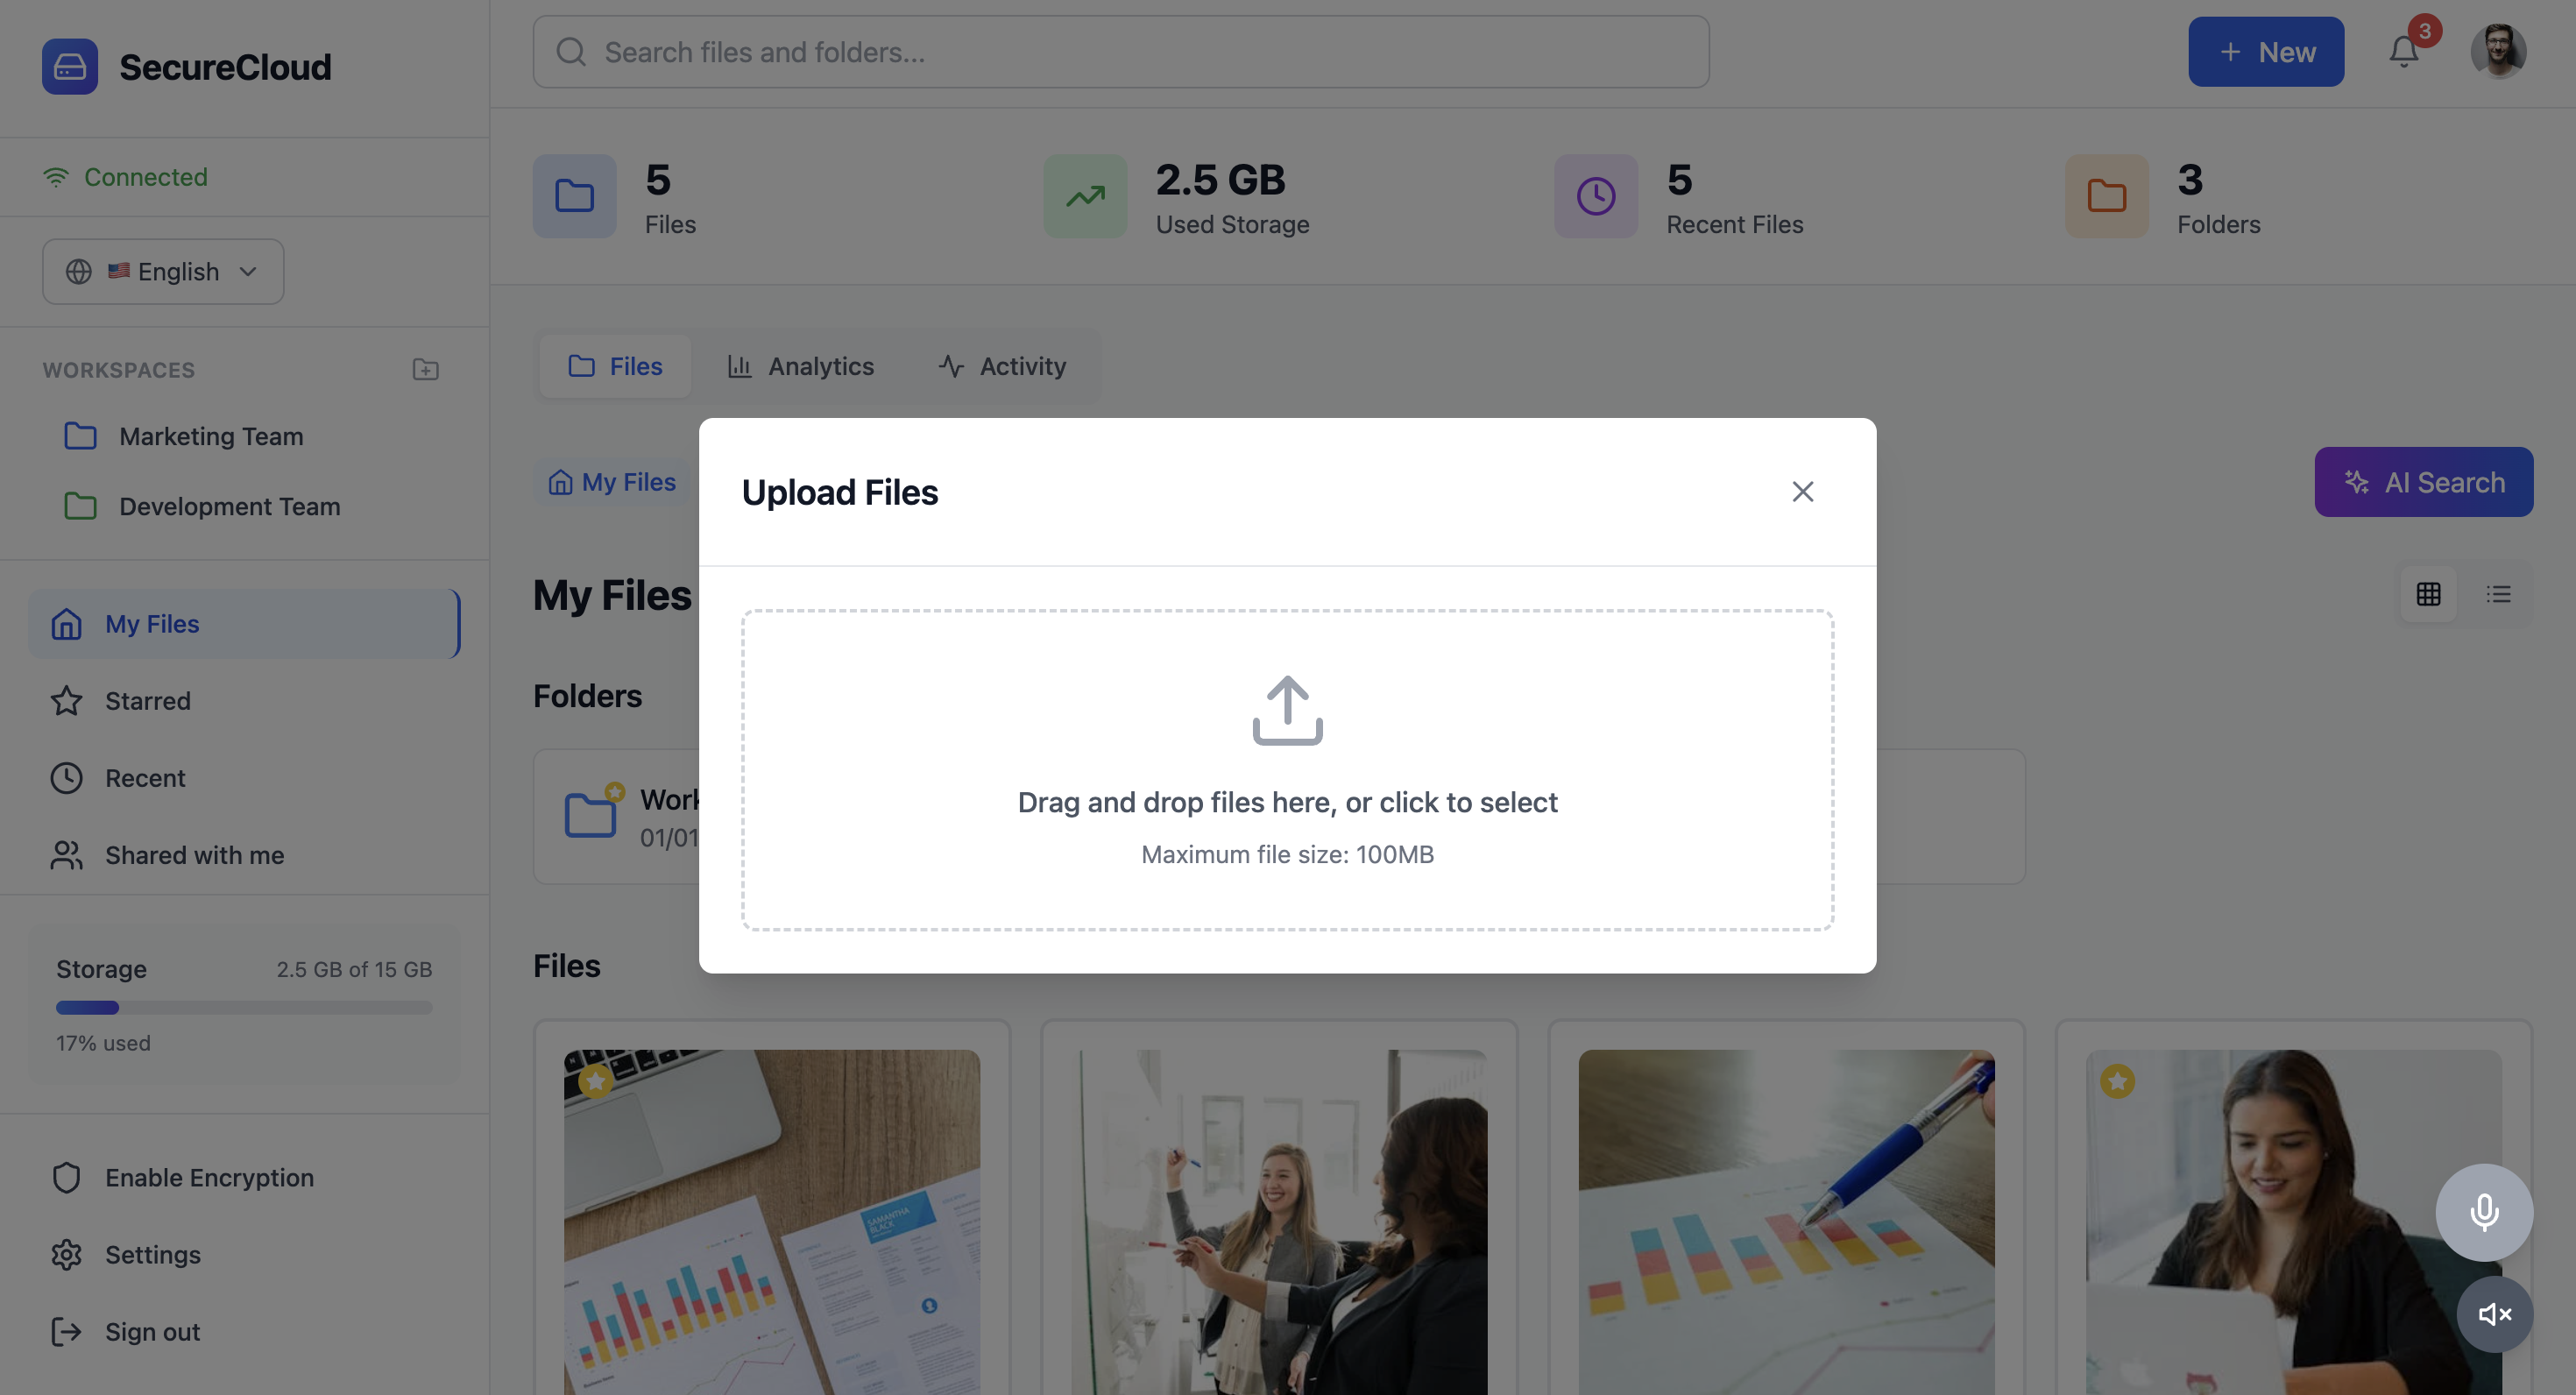 SecureCloud
Search files and folders...
New
3
Connected
5
Files
2.5 GB
Used Storage
5
Recent Files
3
Folders
English
WORKSPACES
Marketing Team
Development Team
Files
Analytics
Activity
My Files
AI Search
Upload Files
My Files
My Files
Starred
Recent
Shared with me
Folders
Work
01/01
Drag and drop files here, or click to select
Maximum file size: 100MB
Storage
2.5 GB of 15 GB
17% used
Files
Enable Encryption
Settings
Sign out
SAMANTHA
BLACK